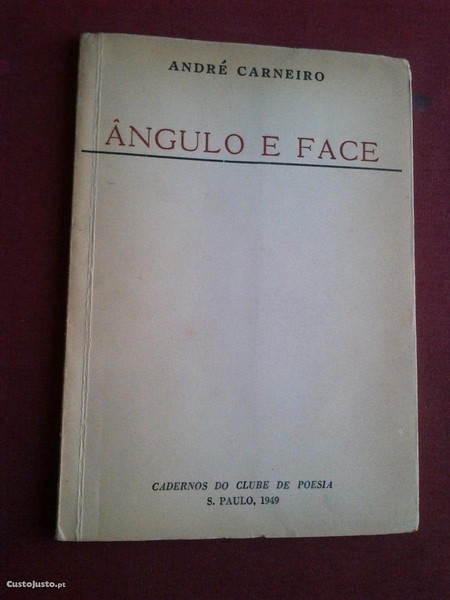 ANDRÉ CARNEIRO
ÂNGULO E FACE
CADERNOS DO CLUBE DE POESIA
S. PAULO, 1949
CustoJusto.pt